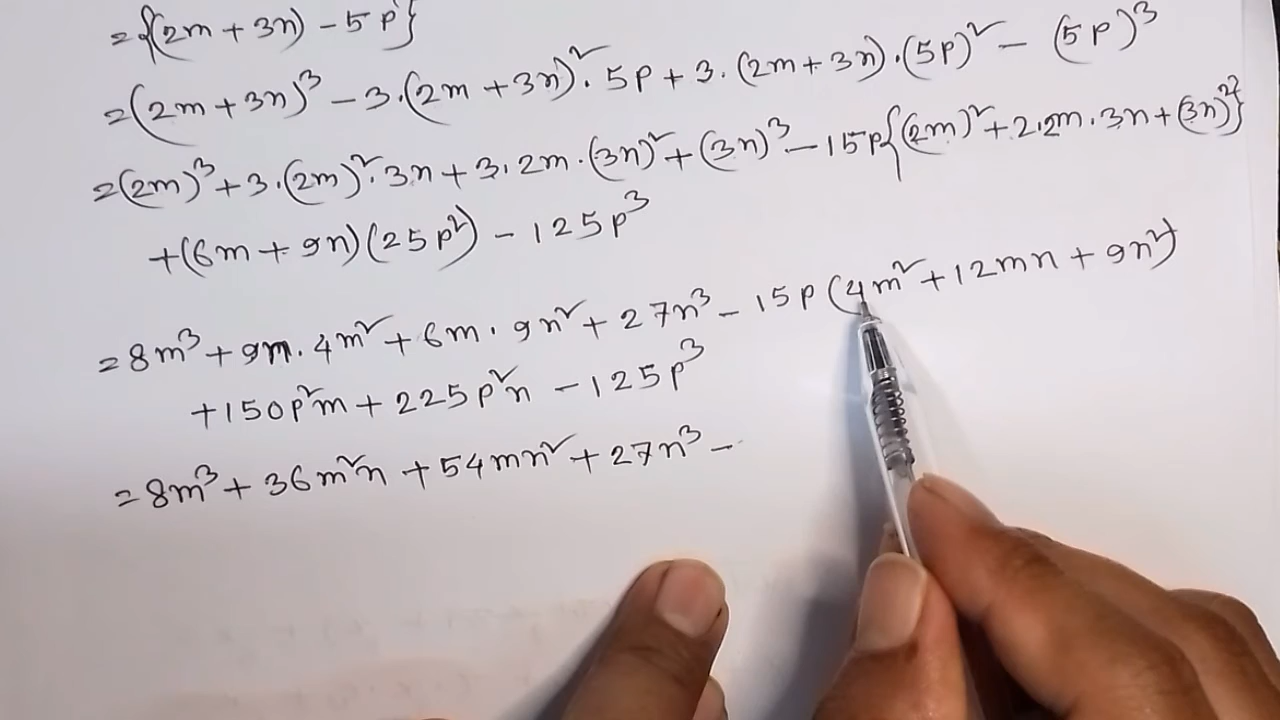 ={(2m+3n)-5p}
=(2m+3n)³-3.(2m+3n)².5p+3.(2m+3n).(5p)²-(5p)³
=(2m)³+3.(2m)².3n+3.2m.(3n)²+(3n)³-15p{(2m)²+2.2m.3n+(3n)²}
+(6m+9n)(25p²)-125p³
=8m³+9n.4m²+6m.9n²+27n³-15p(4m²+12mn+9n²)
+150p²m+225p²n-125p³
=8m³+36m²n+54mn²+27n³-